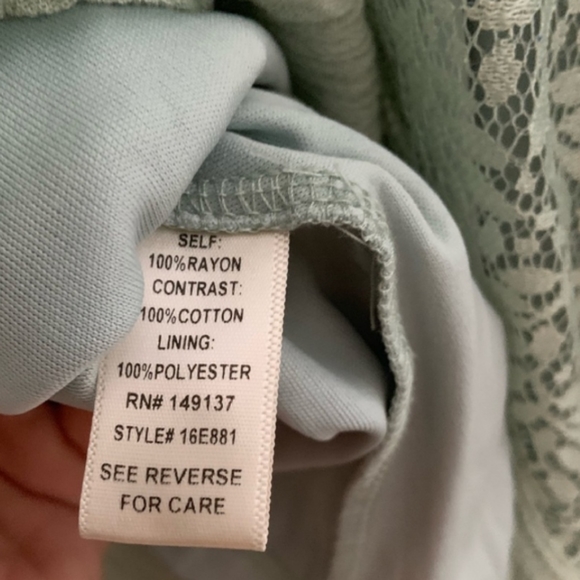 SELF:
100%RAYON
CONTRAST:
100%COTTON
LINING:
100%POLYESTER
RN# 149137
STYLE# 16E881
SEE REVERSE
FOR CARE